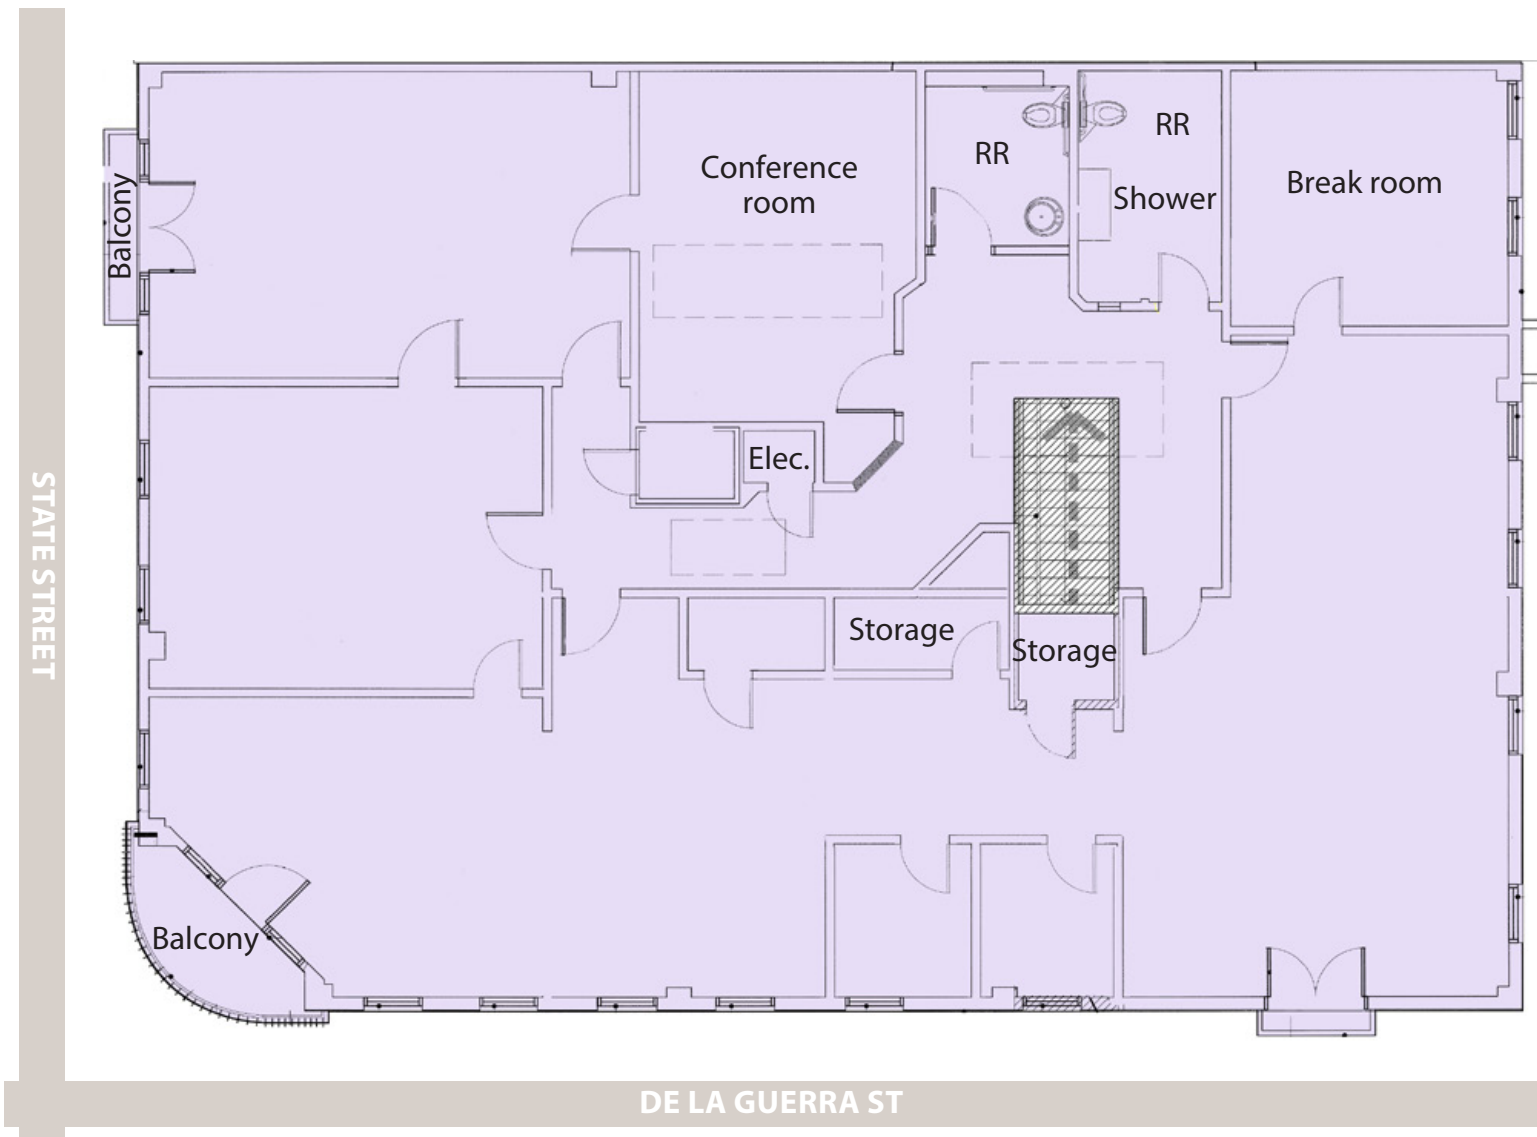 Conference
room
RR
RR
Shower
Break room
Balcony
Elec.
STATE STREET
Storage
Storage
Balcony
DE LA GUERRA ST